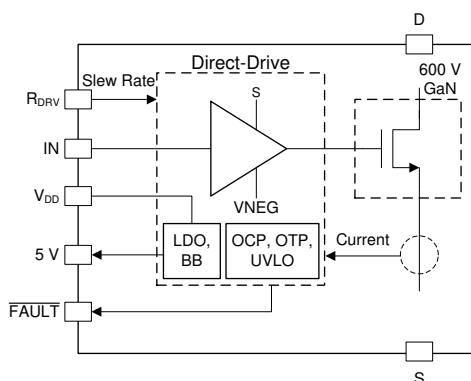 D
Direct-Drive
600 V
GaN
Slew Rate
RDRV
S
IN
VDD
VNEG
LDO,
BB
OCP, OTP,
UVLO
Current
5 V
FAULT
S